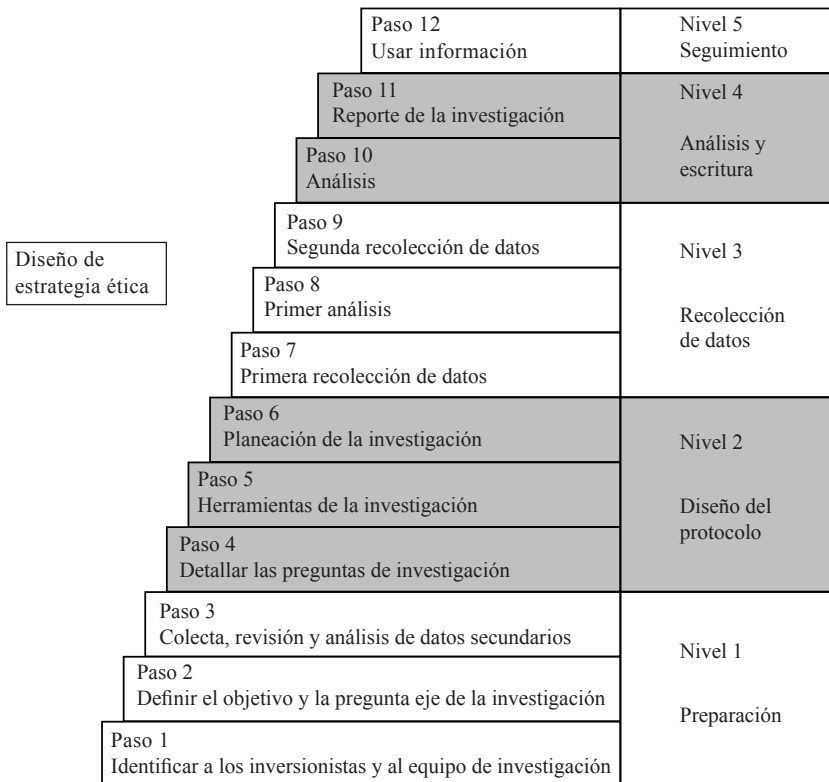 Paso 12
Usar información
Nivel 5
Seguimiento
Paso 11
Reporte de la investigación
Nivel 4
Análisis y
escritura
Paso 10
Análisis
Paso 9
Segunda recolección de datos
Nivel 3
Recolección
de datos
Diseño de
estrategia ética
Paso 8
Primer análisis
Paso 7
Primera recolección de datos
Paso 6
Planeación de la investigación
Nivel 2
Diseño del
protocolo
Paso 5
Herramientas de la investigación
Paso 4
Detallar las preguntas de investigación
Paso 3
Colecta, revisión y análisis de datos secundarios
Nivel 1
Preparación
Paso 2
Definir el objetivo y la pregunta eje de la investigación
Paso 1
Identificar a los inversionistas y al equipo de investigación